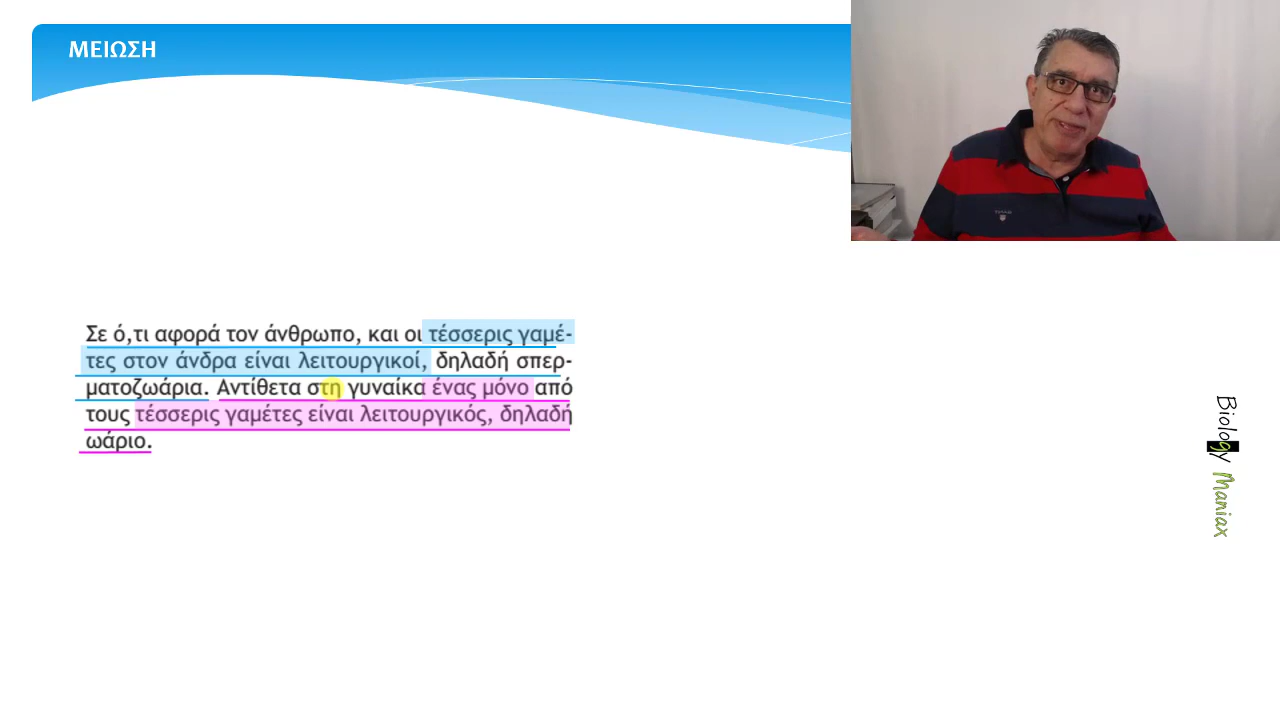 ΜΕΙΩΣΗ
Σε ό,τι αφορά τον άνθρωπο, και οι τέσσερις γαμέ-
τες στον άνδρα είναι λειτουργικοί, δηλαδή σπερ-
ματοζωάρια. Αντίθετα στη γυναίκα ένας μόνο από
τους τέσσερις γαμέτες είναι λειτουργικός, δηλαδή
ωάριο.
Biology Maniax